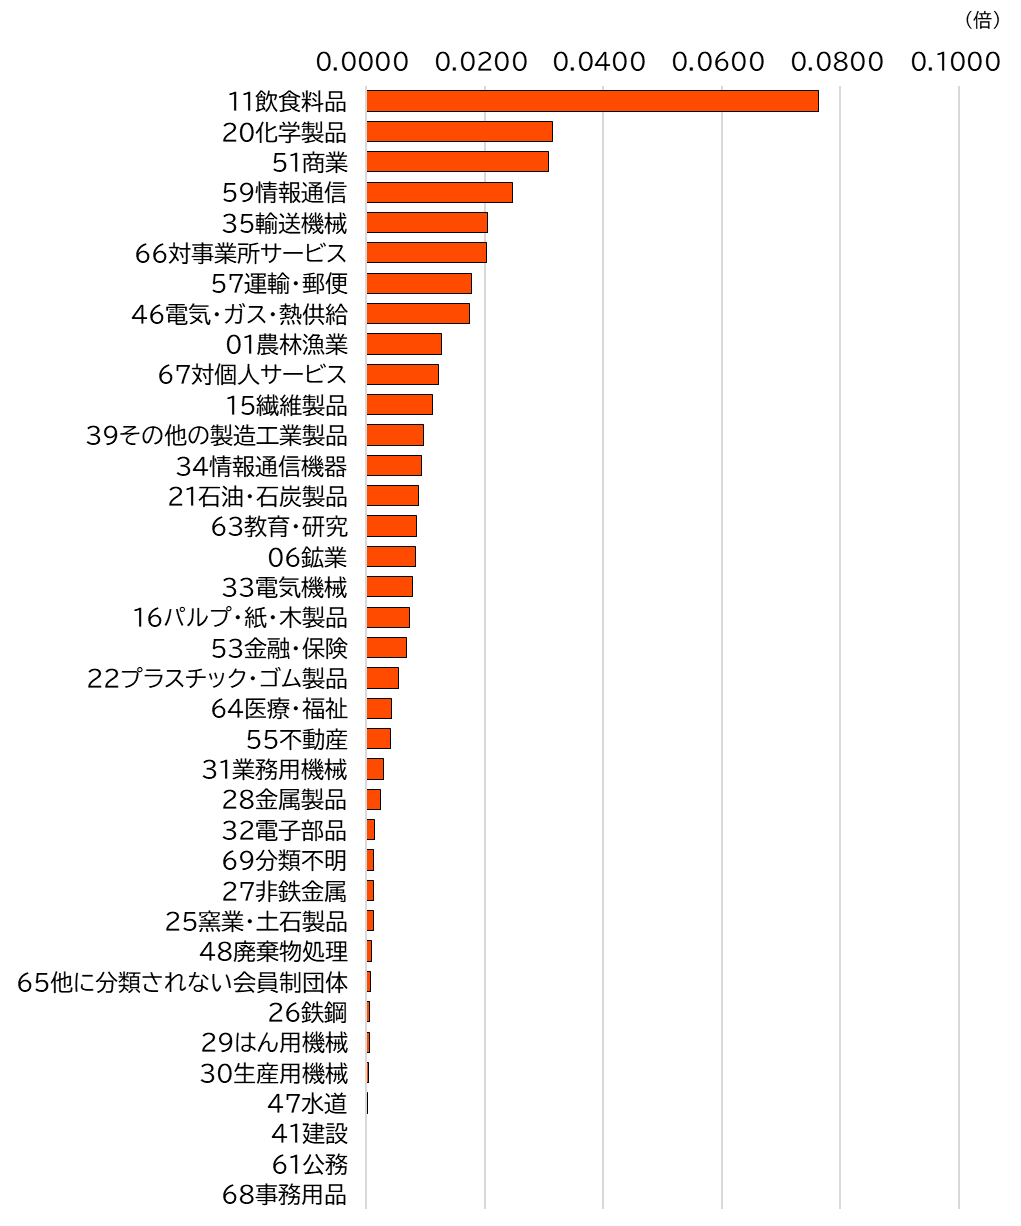 （倍）
0.0000 0.0200 0.0400 0.0600 0.0800 0.1000
11飲食料品
20化学製品
51商業
59情報通信
35輸送機械
66対事業所サービス
57運輸・郵便
46電気・ガス・熱供給
01農林漁業
67対個人サービス
15繊維製品
39その他の製造工業製品
34情報通信機器
21石油・石炭製品
63教育・研究
06鉱業
33電気機械
16パルプ・紙・木製品
53金融・保険
22プラスチック・ゴム製品
64医療・福祉
55不動産
31業務用機械
28金属製品
32電子部品
69分類不明
27非鉄金属
25窯業・土石製品
48廃棄物処理
65他に分類されない会員制団体
26鉄鋼
29はん用機械
30生産用機械
47水道
41建設
61公務
68事務用品